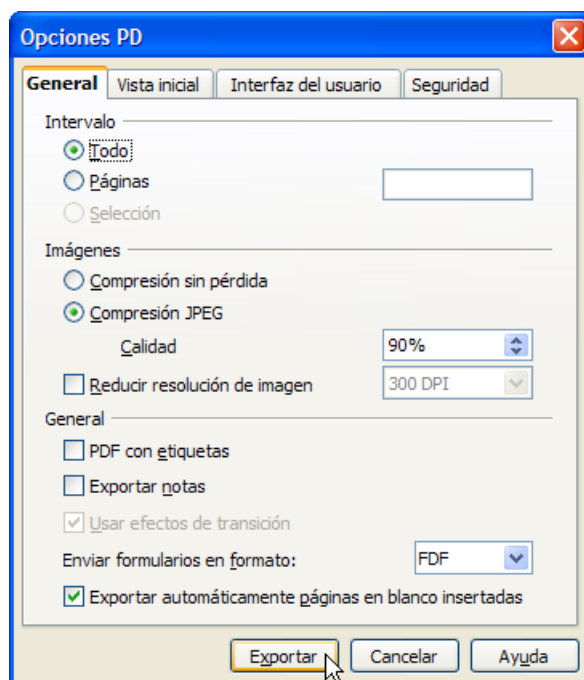 Opciones PD
General Vista inicial Interfaz del usuario Seguridad
Intervalo
Todo
Páginas
Selección
Imágenes
Compresión sin pérdida
Compresión JPEG
Calidad 90%
Reducir resolución de imagen 300 DPI
General
PDF con etiquetas
Exportar notas
Usar efectos de transición
Enviar formularios en formato: FDF
Exportar automáticamente páginas en blanco insertadas
Exportar Cancelar Ayuda